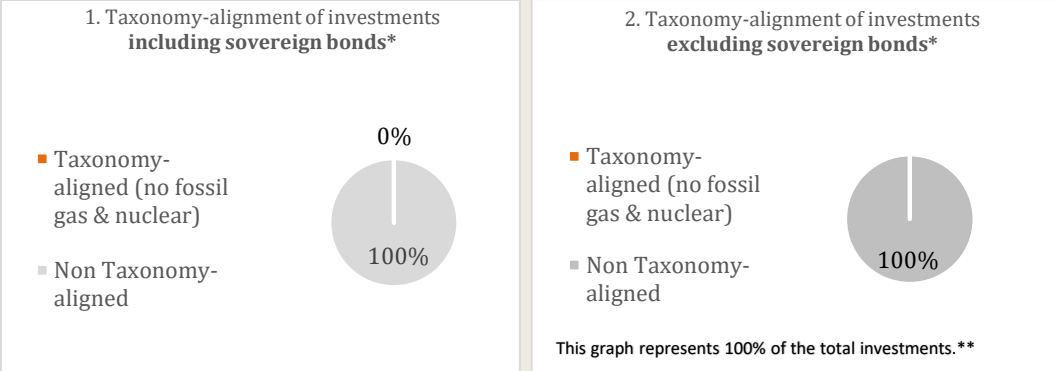 1. Taxonomy-alignment of investments
including sovereign bonds*
0%
Taxonomy-
aligned (no fossil
gas & nuclear)
100%
Non Taxonomy-
aligned
2. Taxonomy-alignment of investments
excluding sovereign bonds*
Taxonomy-
aligned (no fossil
gas & nuclear)
100%
Non Taxonomy-
aligned
This graph represents 100% of the total investments.**